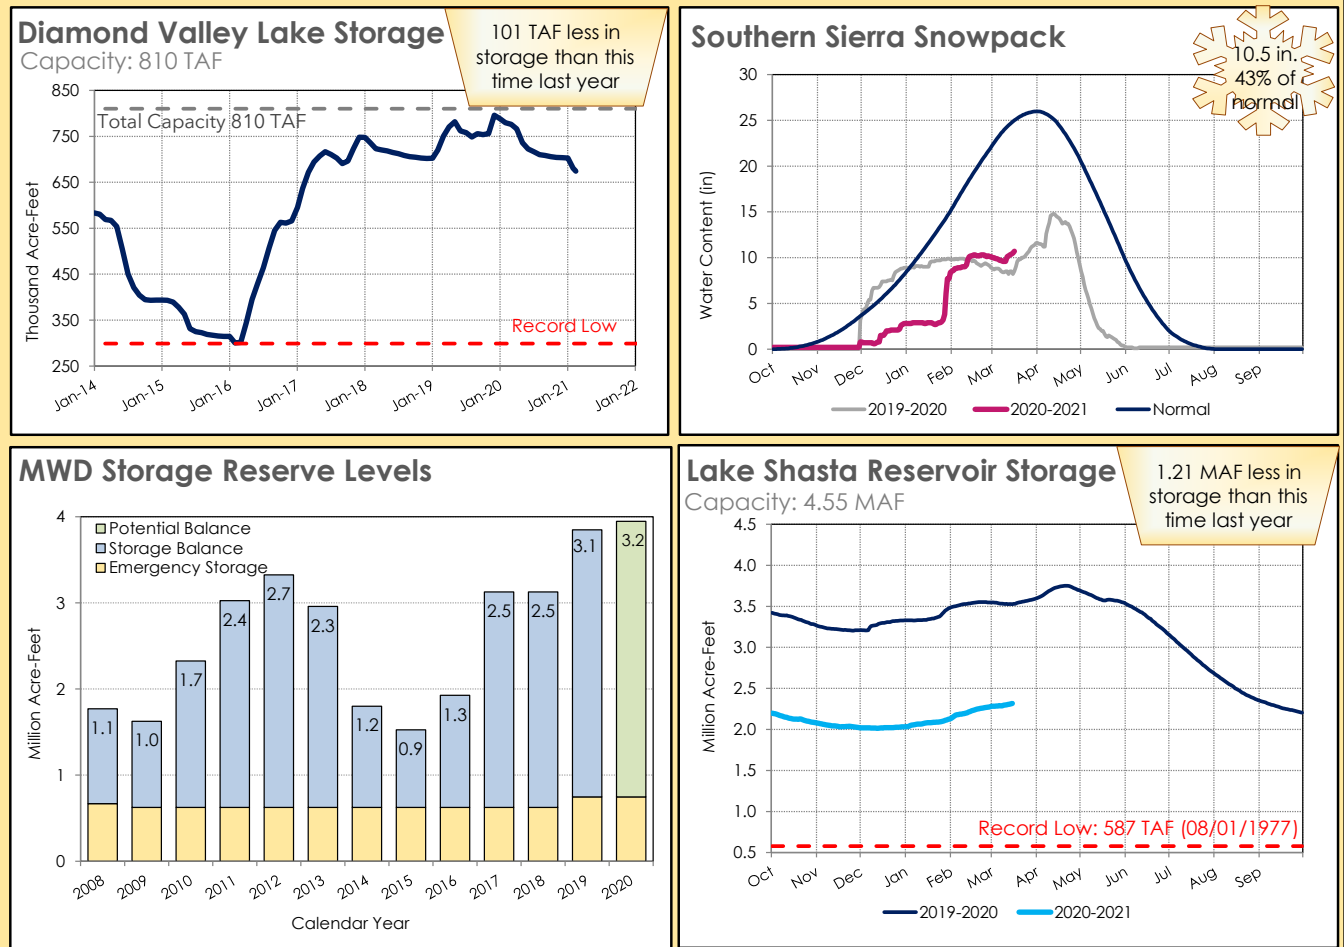 Diamond Valley Lake Storage
Capacity: 810 TAF
101 TAF less in
storage than this
time last year
Thousand Acre-Feet
850
750
650
550
450
350
250
Total Capacity 810 TAF
Record Low
Jan-14
Jan-15
Jan-16
Jan-17
Jan-18
Jan-19
Jan-20
Jan-21
Jan-22
Southern Sierra Snowpack
10.5 in.
43% of
normal
Water Content (in)
30
25
20
15
10
5
0
Oct
Nov
Dec
Jan
Feb
Mar
Apr
May
Jun
Jul
Aug
Sep
2019-2020
2020-2021
Normal
MWD Storage Reserve Levels
Million Acre-Feet
4
3
2
1
0
Potential Balance
Storage Balance
Emergency Storage
1.1
1.0
1.7
2.4
2.7
2.3
1.2
0.9
1.3
2.5
2.5
3.1
3.2
2008
2009
2010
2011
2012
2013
2014
2015
2016
2017
2018
2019
2020
Calendar Year
Lake Shasta Reservoir Storage
Capacity: 4.55 MAF
1.21 MAF less in
storage than this
time last year
Million Acre-Feet
4.5
4.0
3.5
3.0
2.5
2.0
1.5
1.0
0.5
Record Low: 587 TAF (08/01/1977)
Oct
Nov
Dec
Jan
Feb
Mar
Apr
May
Jun
Jul
Aug
Sep
2019-2020
2020-2021